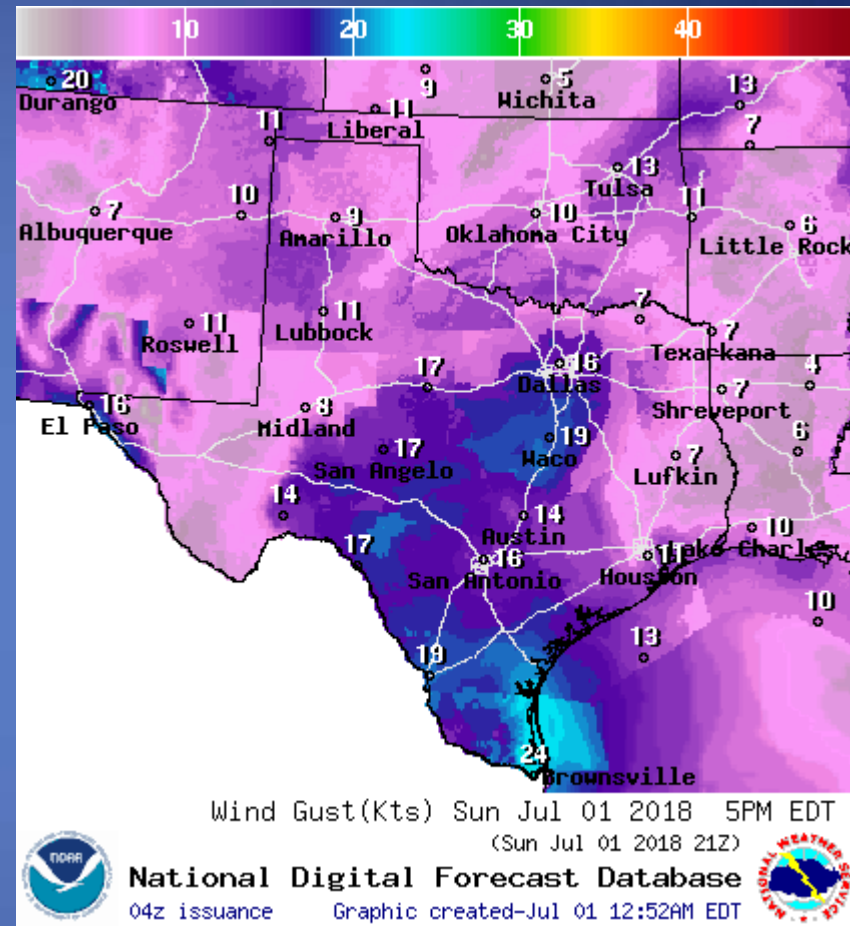 10 20 30 40
20
Durango
9
5
Wichita
13
11
Liberal
11
7
13
Tulsa
7
Albuquerque
10
9
Amarillo
10
Oklahoma City
11
6
Little Rock
11
Roswell
11
Lubbock
7
7
Texarkana
16
El Paso
8
Midland
17
16
Dallas
7
Shreveport
4
17
San Angelo
19
Waco
7
Lufkin
6
14
14
Austin
10
Lake Charl
17
16
San Antonio
11
Houston
10
13
19
24
Brownsville
Wind Gust(Kts) Sun Jul 01 2018 5PM EDT
(Sun Jul 01 2018 21Z)
National Digital Forecast Database
04z issuance Graphic created-Jul 01 12:52AM EDT
NOAA
NATIONAL WEATHER SERVICE